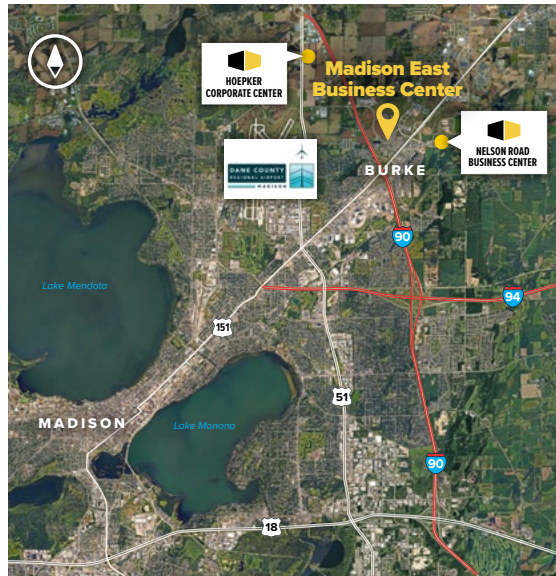 HOEPKER
CORPORATE CENTER
Madison East
Business Center
NELSON ROAD
BUSINESS CENTER
DANE COUNTY
REGIONAL AIRPORT
MADISON
BURKE
90
Lake Mendota
94
151
51
MADISON
Lake Monona
90
18